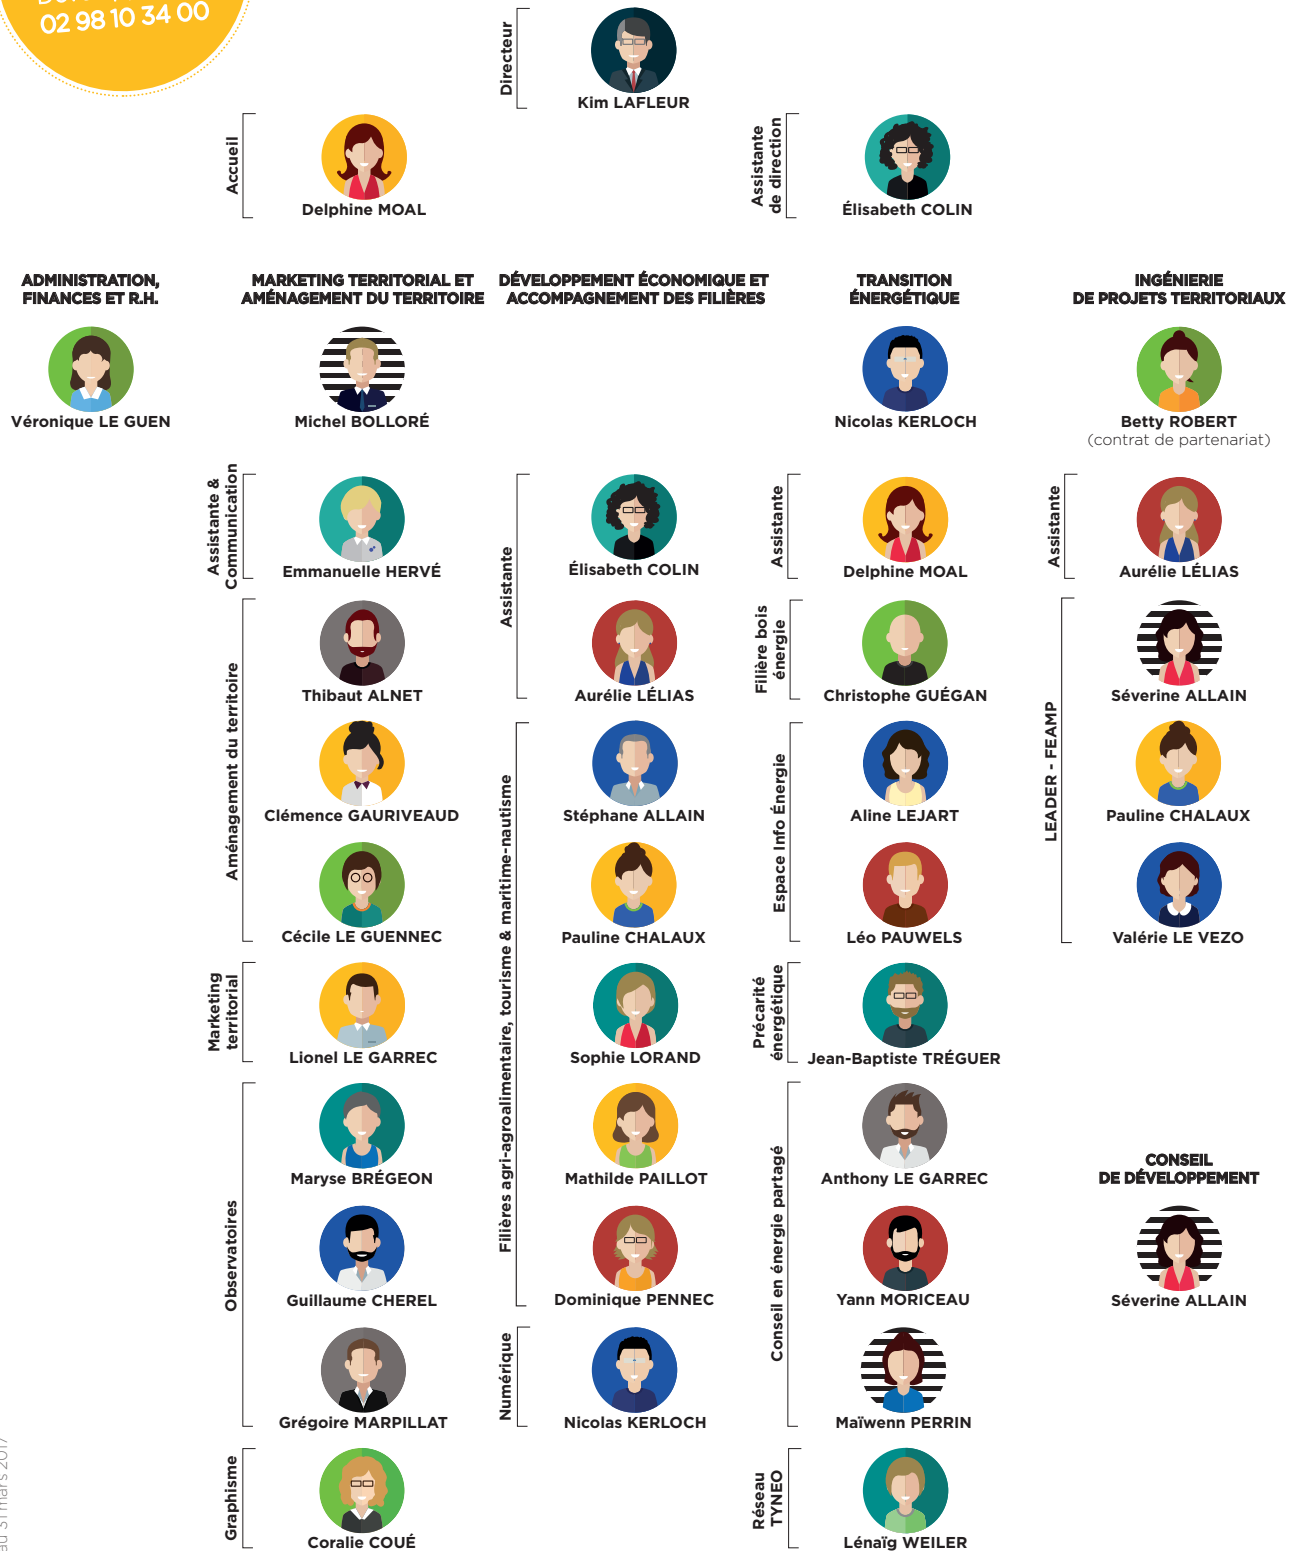 02 98 10 34 00
Directeur
Kim LAFLEUR
Accueil
Delphine MOAL
Assistante
de direction
Élisabeth COLIN
ADMINISTRATION,
FINANCES ET R.H.
Véronique LE GUEN
MARKETING TERRITORIAL ET
AMÉNAGEMENT DU TERRITOIRE
Michel BOLLORÉ
Assistante &
Communication
Emmanuelle HERVÉ
Aménagement du territoire
Thibaut ALNET
Clémence GAURIVEAUD
Cécile LE GUENNEC
Marketing
territorial
Lionel LE GARREC
Observatoires
Maryse BRÉGEON
Guillaume CHEREL
Grégoire MARPILLAT
Graphisme
Coralie COUÉ
DÉVELOPPEMENT ÉCONOMIQUE ET
ACCOMPAGNEMENT DES FILIÈRES
Assistante
Élisabeth COLIN
Aurélie LÉLIAS
Filières agri-agroalimentaire, tourisme & maritime-nautisme
Stéphane ALLAIN
Pauline CHALAUX
Sophie LORAND
Mathilde PAILLOT
Dominique PENNEC
Numérique
Nicolas KERLOCH
TRANSITION
ÉNERGÉTIQUE
Nicolas KERLOCH
Assistante
Delphine MOAL
Filière bois
énergie
Christophe GUÉGAN
Espace Info Énergie
Aline LEJART
Léo PAUWELS
Précarité
énergétique
Jean-Baptiste TRÉGUER
Conseil en énergie partagé
Anthony LE GARREC
Yann MORICEAU
Maïwenn PERRIN
Réseau
TYNEO
Lénaïg WEILER
INGÉNIERIE
DE PROJETS TERRITORIAUX
Betty ROBERT
(contrat de partenariat)
Assistante
Aurélie LÉLIAS
LEADER - FEAMP
Séverine ALLAIN
Pauline CHALAUX
Valérie LE VEZO
CONSEIL
DE DÉVELOPPEMENT
Séverine ALLAIN
au 31 mars 2017